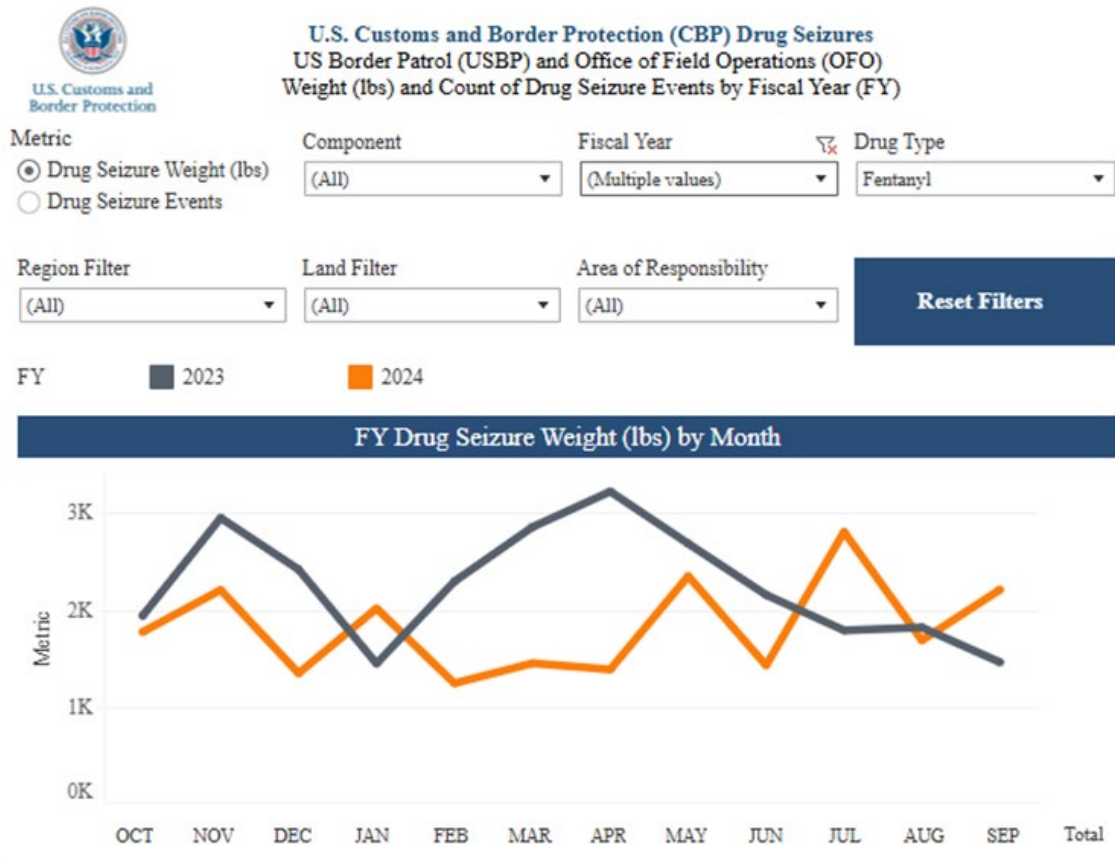 U.S. Customs and
Border Protection
U.S. Customs and Border Protection (CBP) Drug Seizures
US Border Patrol (USBP) and Office of Field Operations (OFO)
Weight (lbs) and Count of Drug Seizure Events by Fiscal Year (FY)
Metric
Drug Seizure Weight (lbs)
Drug Seizure Events
Component
(All)
Fiscal Year
(Multiple values)
Drug Type
Fentanyl
Region Filter
(All)
Land Filter
(All)
Area of Responsibility
(All)
Reset Filters
FY 2023 2024
FY Drug Seizure Weight (lbs) by Month
Metric
3K
2K
1K
0K
OCT NOV DEC JAN FEB MAR APR MAY JUN JUL AUG SEP Total